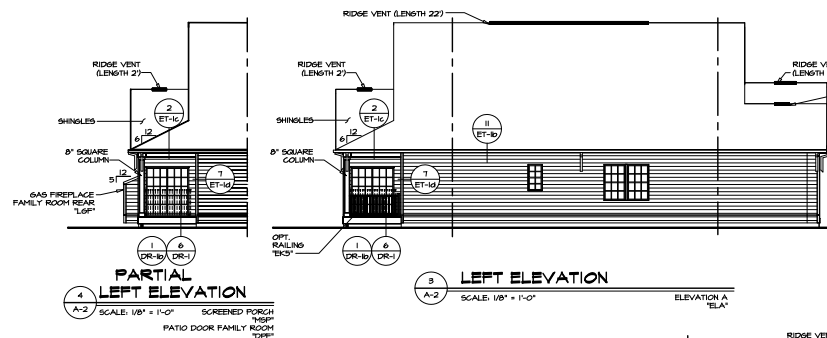 RIDGE VENT (LENGTH 22')
RIDGE VENT
(LENGTH 2')
SHINGLES
2
ET-1c
12
6
8" SQUARE
COLUMN
12
5
GAS FIREPLACE
FAMILY ROOM REAR
"LGF"
7
ET-1d
1
DR-1b
6
DR-1
PARTIAL
LEFT ELEVATION
4
A-2
SCALE: 1/8" = 1'-0"
SCREENED PORCH
"MSP"
PATIO DOOR FAMILY ROOM
"DPF"
RIDGE VENT
(LENGTH 2')
SHINGLES
2
ET-1c
12
6
8" SQUARE
COLUMN
11
ET-1b
7
ET-1d
OPT.
RAILING
"EKS"
1
DR-1b
6
DR-1
3
A-2
LEFT ELEVATION
SCALE: 1/8" = 1'-0"
ELEVATION A
"ELA"
RIDGE
(LENGTH
RIDGE